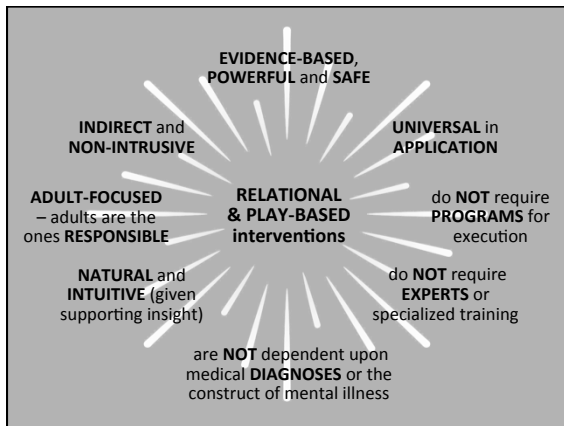 EVIDENCE-BASED,
POWERFUL and SAFE
INDIRECT and
NON-INTRUSIVE
UNIVERSAL in
APPLICATION
ADULT-FOCUSED
– adults are the
ones RESPONSIBLE
RELATIONAL
& PLAY-BASED
interventions
do NOT require
PROGRAMS for
execution
NATURAL and
INTUITIVE (given
supporting insight)
do NOT require
EXPERTS or
specialized training
are NOT dependent upon
medical DIAGNOSES or the
construct of mental illness